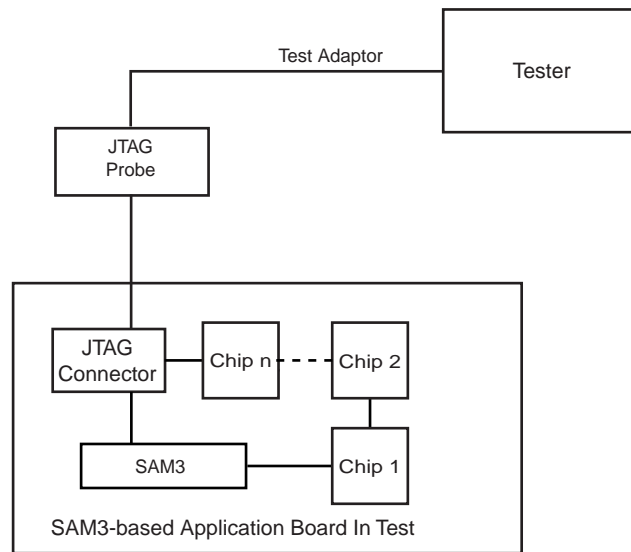 Test Adaptor
Tester
JTAG
Probe
JTAG
Connector
Chip n
Chip 2
SAM3
Chip 1
SAM3-based Application Board In Test